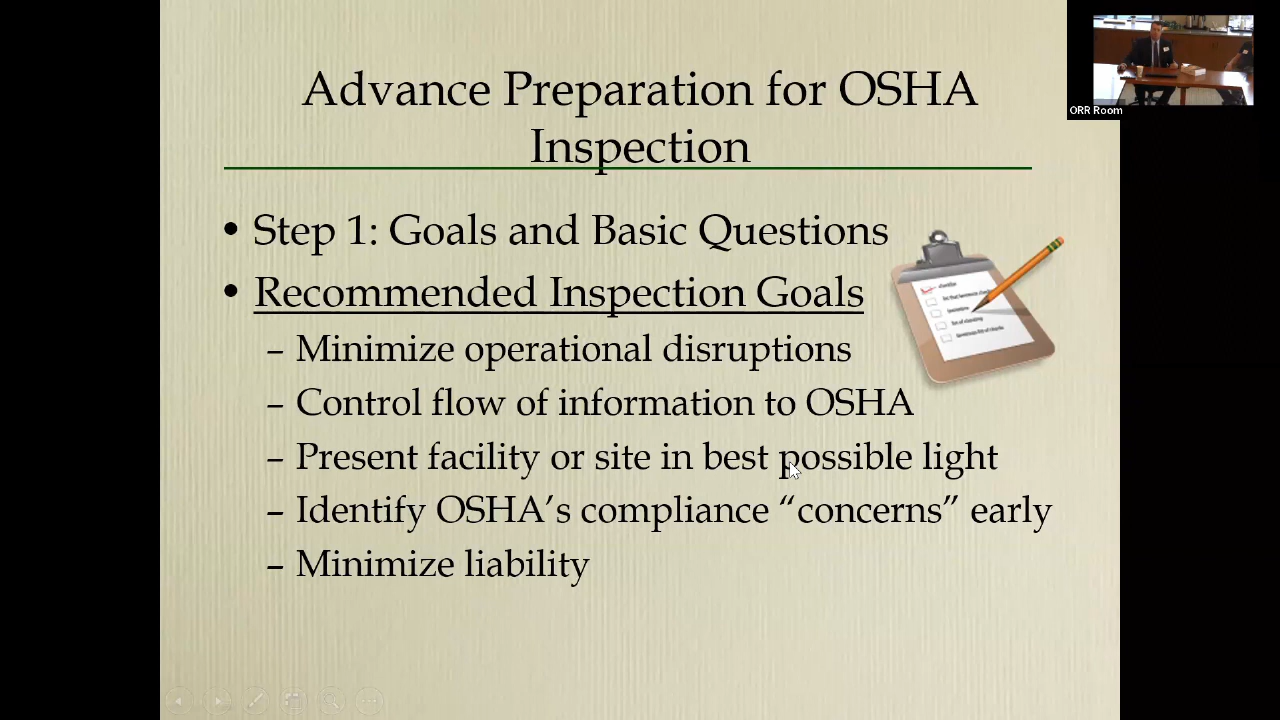 Advance Preparation for OSHA
Inspection
• Step 1: Goals and Basic Questions
• Recommended Inspection Goals
– Minimize operational disruptions
– Control flow of information to OSHA
– Present facility or site in best possible light
– Identify OSHA’s compliance “concerns” early
– Minimize liability
ORR Room
checklist